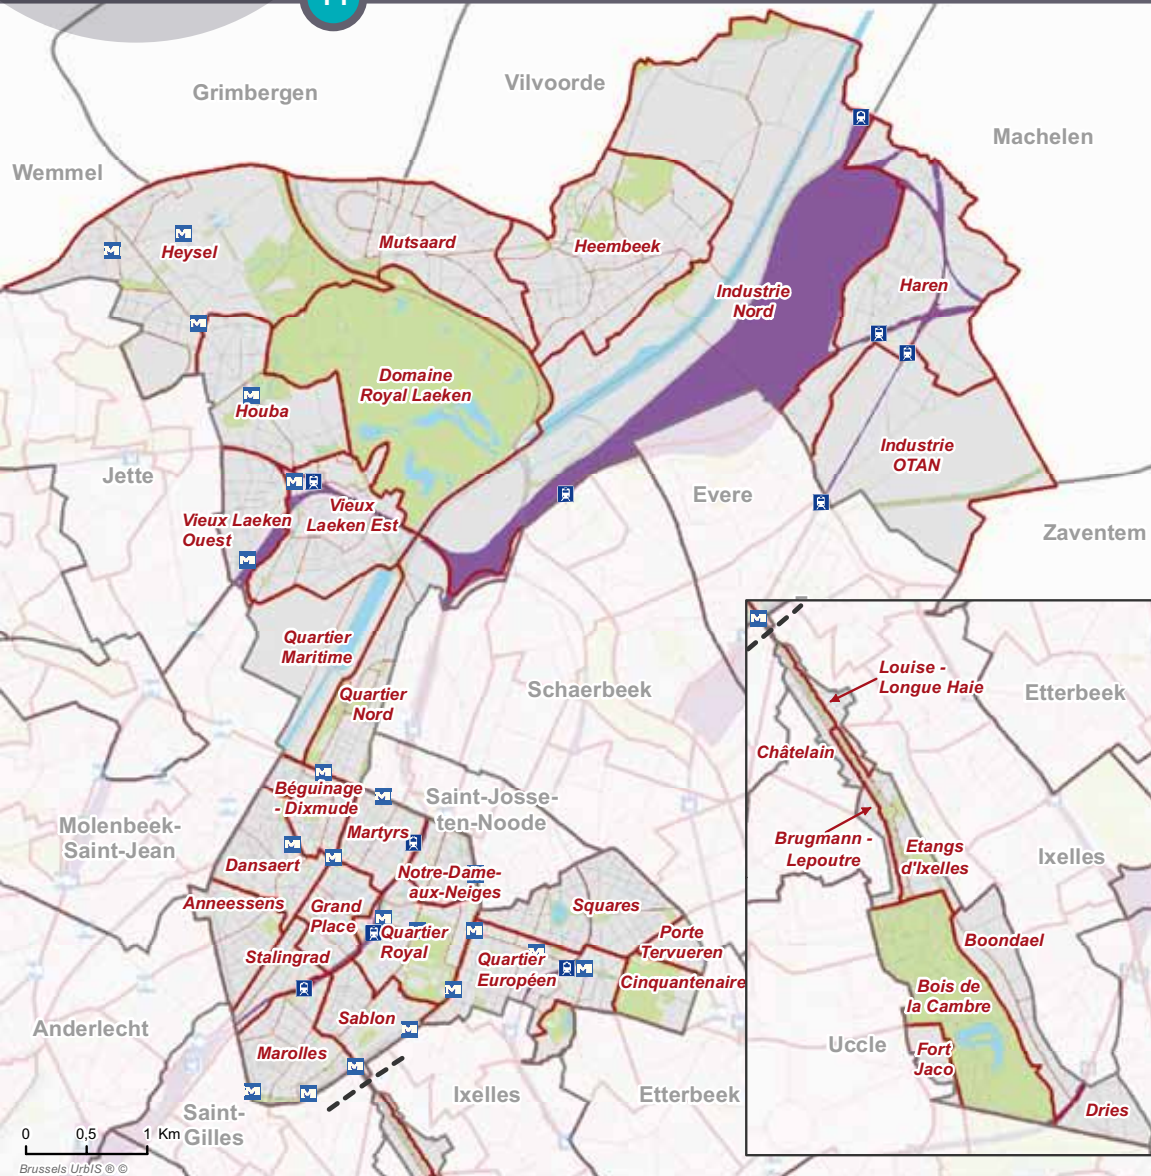 Grimbergen
Vilvoorde
Machelen
Wemmel
Heysel
Mutsaard
Heembeek
Industrie
Nord
Haren
Domaine
Royal Laeken
Houba
Industrie
OTAN
Jette
Evere
Vieux Laeken
Ouest
Vieux
Laeken Est
Zaventem
Quartier
Maritime
Quartier
Nord
Schaerbeek
Louise -
Longue Haie
Etterbeek
Châtelain
Béguinage
- Dixmude
Saint-Josse-
ten-Noode
Molenbeek-
Saint-Jean
Martyrs
Dansaert
Notre-Dame-
aux-Neiges
Brugmann -
Lepoutre
Etangs
d'Ixelles
Ixelles
Anneessens
Grand
Place
Squares
Stalingrad
Quartier
Royal
Quartier
Européen
Porte
Tervueren
Cinquantenaire
Boondael
Bois de
la Cambre
Sablon
Anderlecht
Marolles
Uccle
Fort
Jaco
Ixelles
Etterbeek
Saint-
Gilles
Dries
0 0,5 1 Km
Brussels UrbIS ® ©